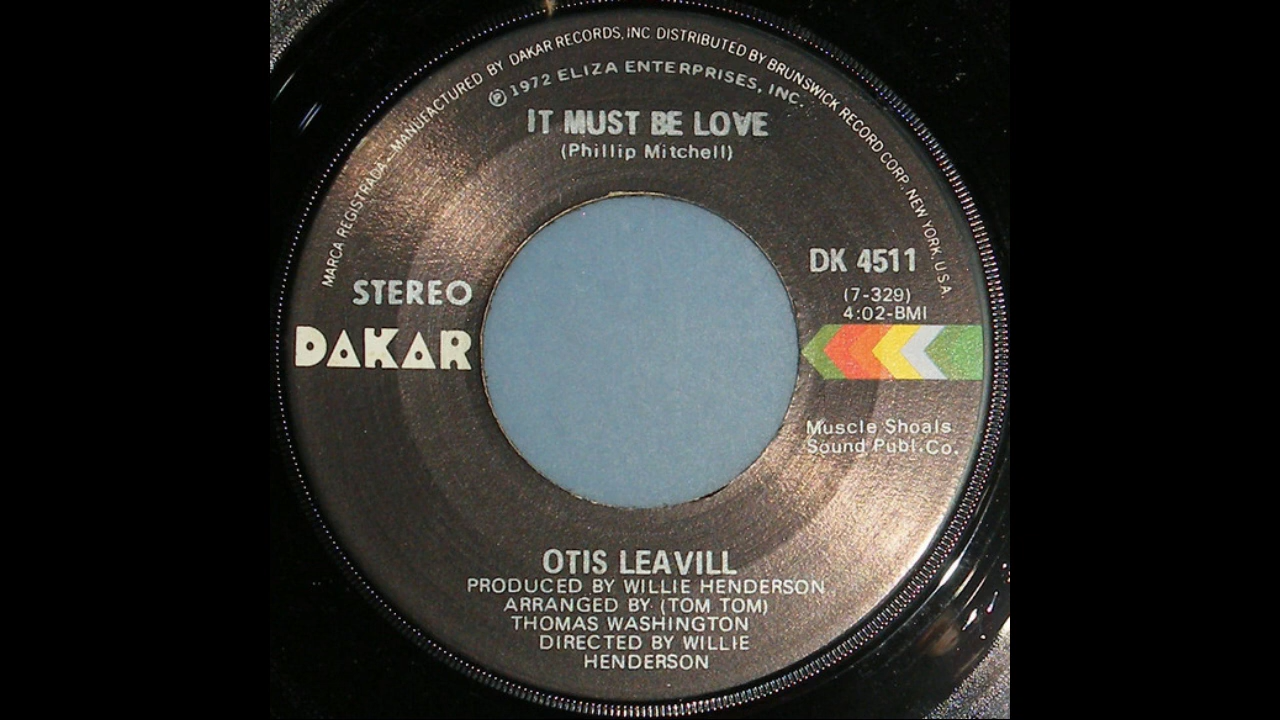 MARCA REGISTRADA—MANUFACTURED BY DAKAR RECORDS, INC DISTRIBUTED BY BRUNSWICK RECORD CORP. NEW YORK, U.S.A.
℗ 1972 ELIZA ENTERPRISES, INC.
IT MUST BE LOVE
(Phillip Mitchell)
DK 4511
STEREO
(7-329)
4:02-BMI
DAKAR
Muscle Shoals
Sound Publ.Co.
OTIS LEAVILL
PRODUCED BY WILLIE HENDERSON
ARRANGED BY (TOM TOM)
THOMAS WASHINGTON
DIRECTED BY WILLIE
HENDERSON